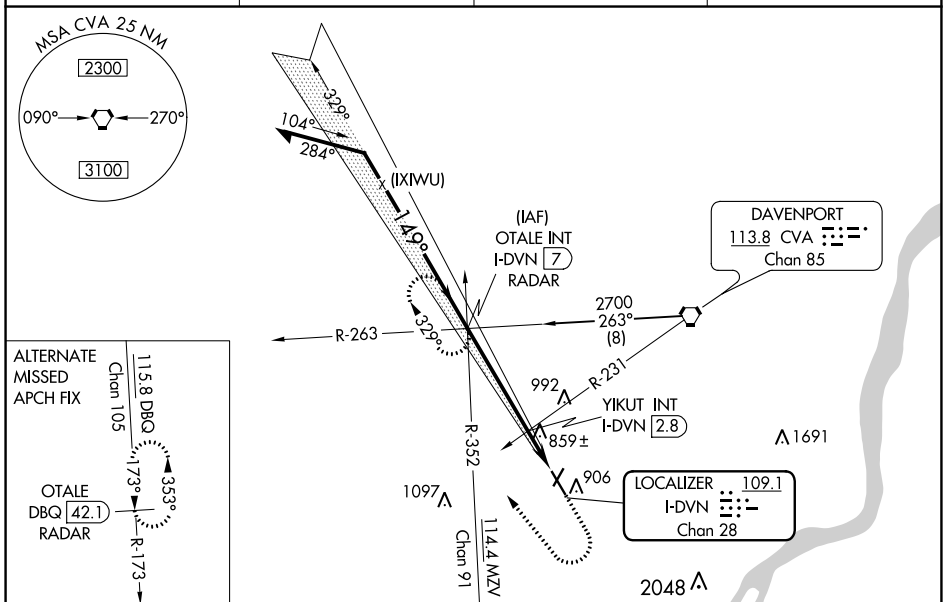 MSA CVA 25 NM
2300
090°
270°
3100
329°
104°
284°
(IXIWU)
149°
(IAF)
OTALE INT
I-DVN 7
RADAR
DAVENPORT
113.8 CVA
Chan 85
2700
263°
(8)
R-263
329°
R-231
992
YIKUT INT
I-DVN 2.8
859±
1691
R-352
906
1097
LOCALIZER 109.1
I-DVN
Chan 28
114.4 MZV
Chan 91
2048
ALTERNATE
MISSED
APCH FIX
115.8 DBQ
Chan 105
173°
353°
OTALE
DBQ 42.1
RADAR
R-173